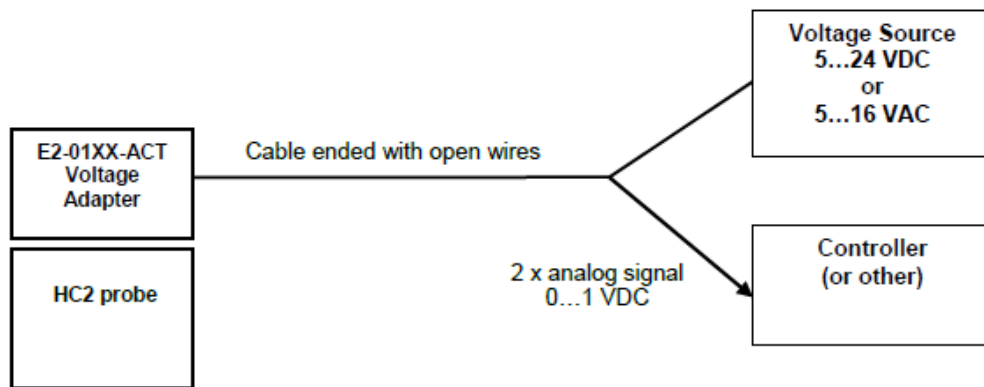 E2-01XX-ACT
Voltage
Adapter
HC2 probe
Cable ended with open wires
2 x analog signal
0…1 VDC
Voltage Source
5…24 VDC
or
5…16 VAC
Controller
(or other)